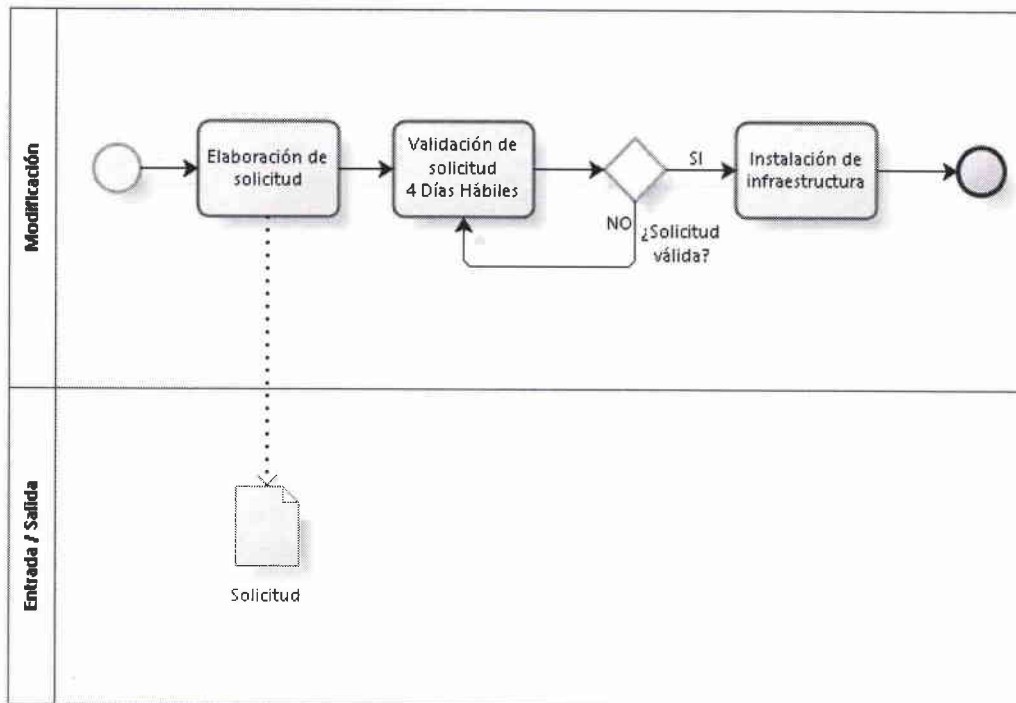 Modificación
Elaboración de
solicitud
Validación de
solicitud
4 Días Hábiles
SI
NO
¿Solicitud
válida?
Instalación de
infraestructura
Entrada / Salida
Solicitud